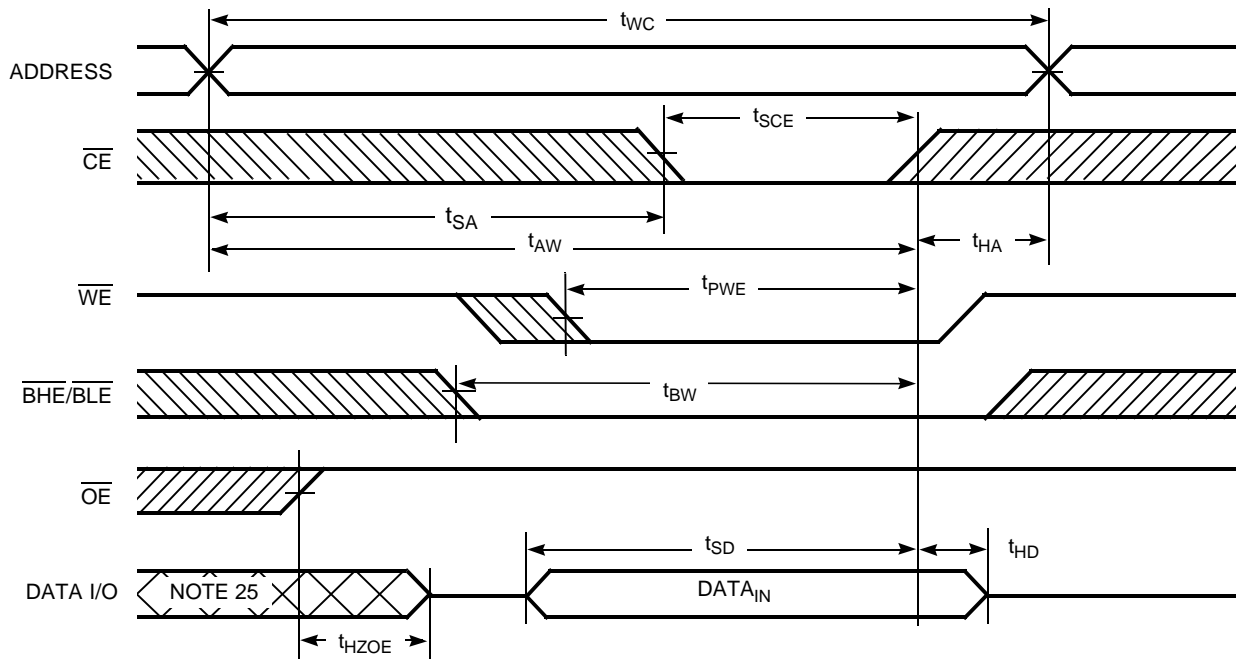 tWC
ADDRESS
tSCE
CE
tSA
tAW
tHA
WE
tPWE
BHE/BLE
tBW
OE
tSD
tHD
DATA I/O
NOTE 25
DATAIN
tHZOE